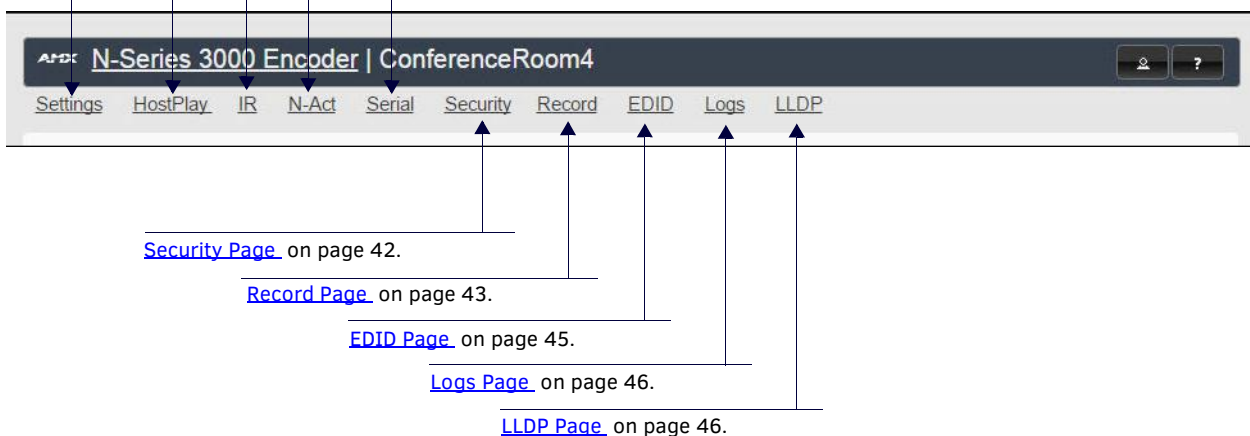 AMX N-Series 3000 Encoder | ConferenceRoom4 ?
Settings HostPlay IR N-Act Serial Security Record EDID Logs LLDP
Security Page on page 42.
Record Page on page 43.
EDID Page on page 45.
Logs Page on page 46.
LLDP Page on page 46.